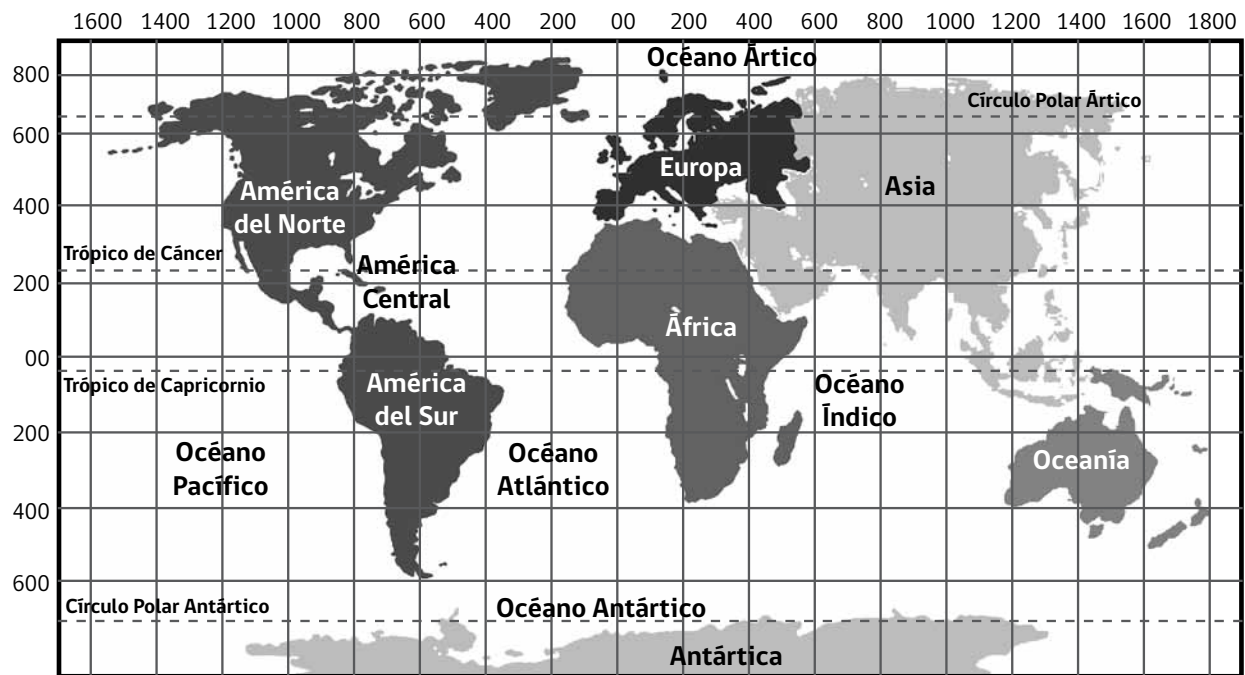 1600 1400 1200 1000 800 600 400 200 00 200 400 600 800 1000 1200 1400 1600 1800
Océano Ártico
800
Círculo Polar Ártico
600
Europa
Asia
América
del Norte
400
Trópico de Cáncer
América
Central
200
África
00
Trópico de Capricornio
América
del Sur
Océano
Índico
200
Océano
Pacífico
Océano
Atlántico
Oceanía
400
600
Círculo Polar Antártico
Océano Antártico
Antártica